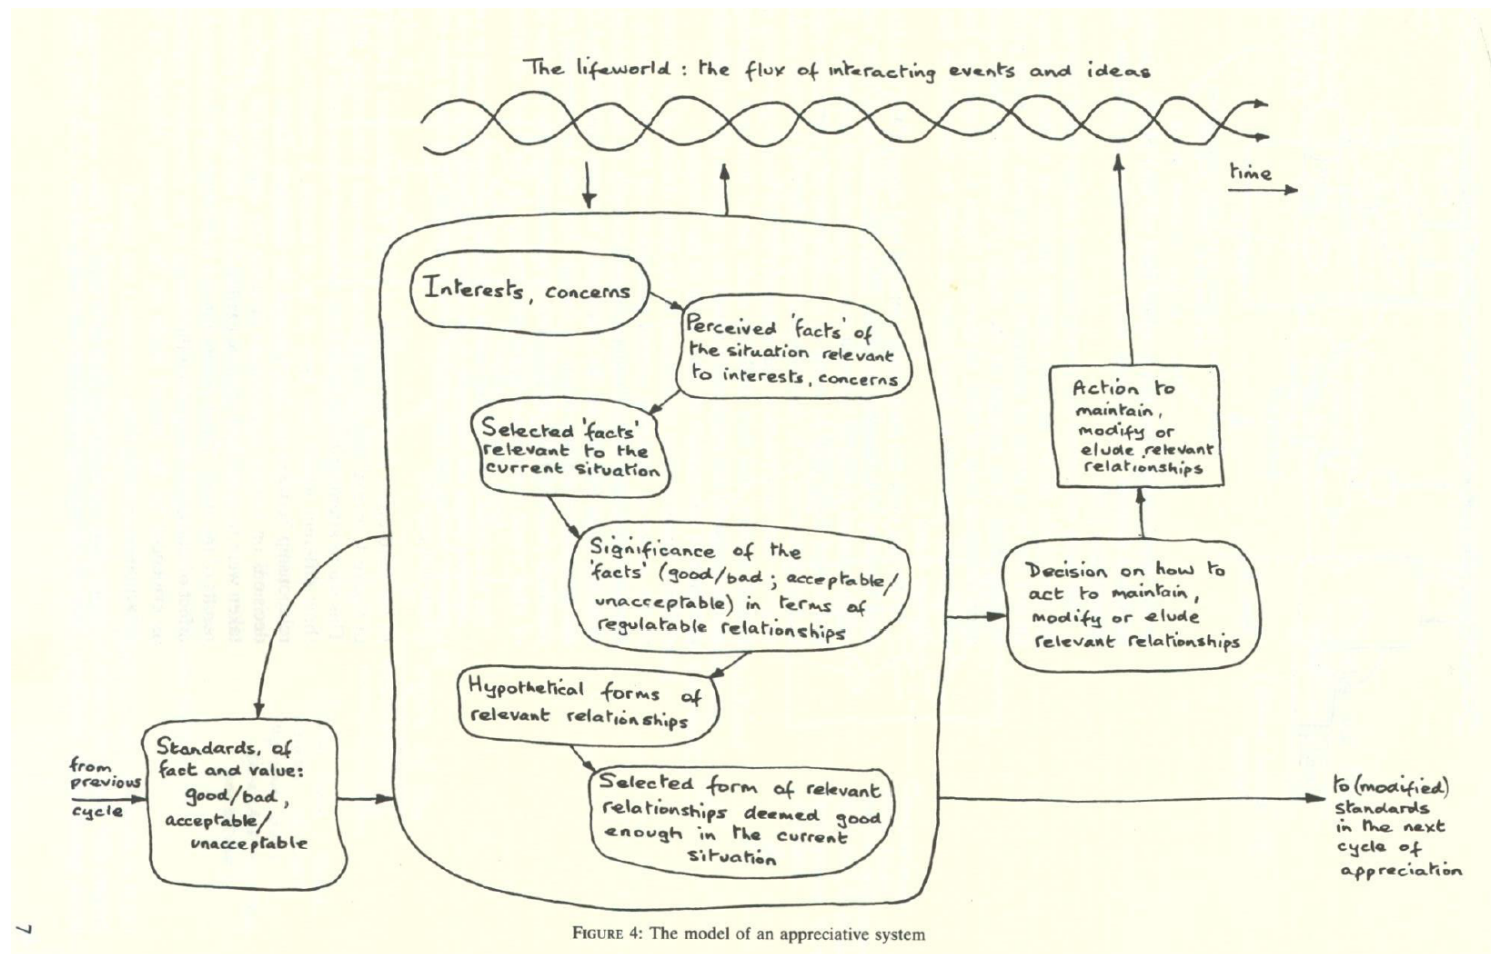 The lifeworld : the flux of interacting events and ideas
time
Interests, concerns
Perceived 'facts' of
the situation relevant
to interests, concerns
Selected 'facts'
relevant to the
current situation
Significance of the
'facts' (good/bad ; acceptable/
unacceptable) in terms of
regulatable relationships
Hypothetical forms of
relevant relationships
Selected form of relevant
relationships deemed good
enough in the current
situation
Action to
maintain,
modify or
elude relevant
relationships
Decision on how to
act to maintain,
modify or elude
relevant relationships
from
previous
cycle
Standards, of
fact and value:
good/bad,
acceptable/
unacceptable
to (modified)
standards
in the next
cycle of
appreciation
7
FIGURE 4: The model of an appreciative system